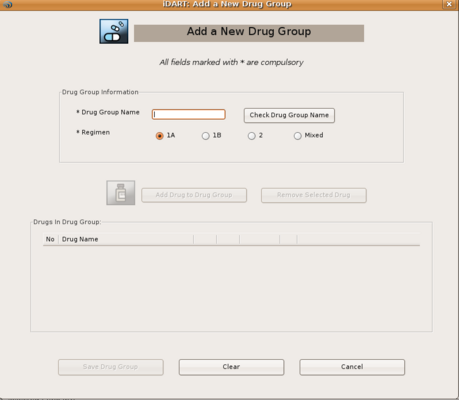 iDART: Add a New Drug Group
Add a New Drug Group
All fields marked with * are compulsory
Drug Group Information
* Drug Group Name
Check Drug Group Name
* Regimen 1A 1B 2 Mixed
Add Drug to Drug Group Remove Selected Drug
Drugs In Drug Group:
No Drug Name
Save Drug Group Clear Cancel